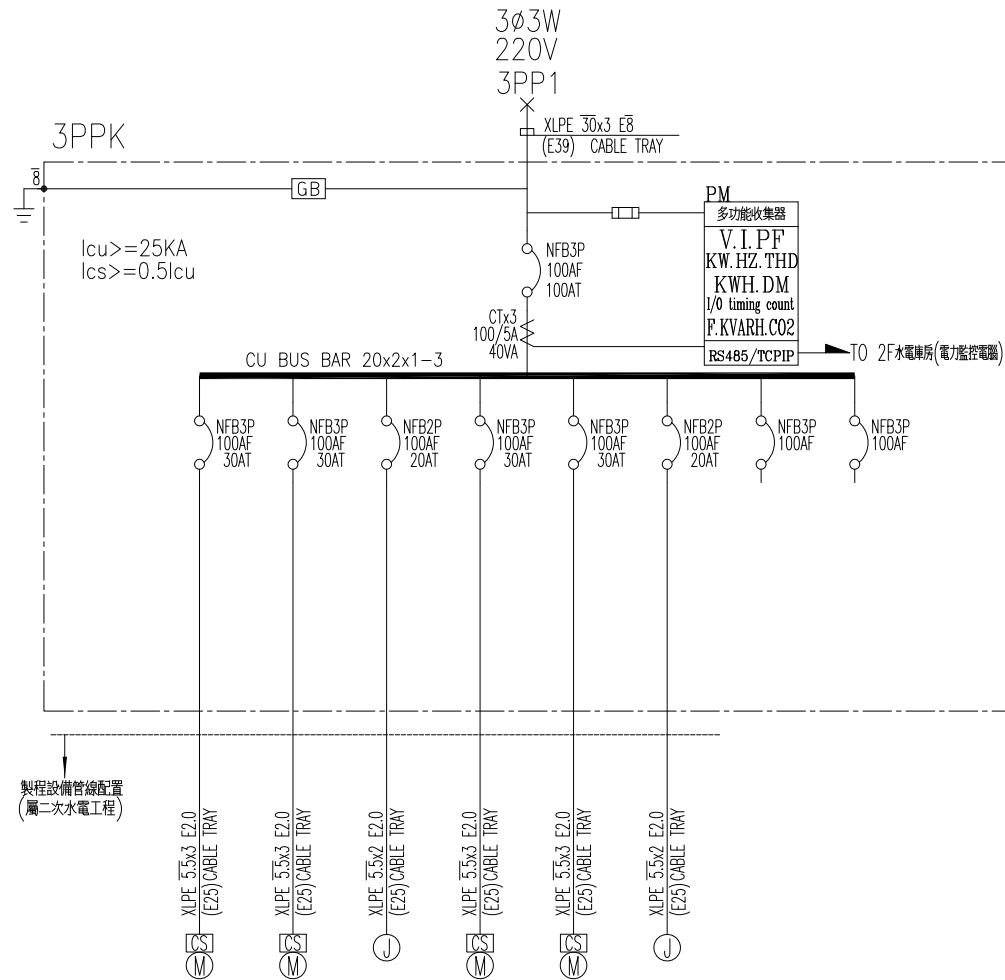 3ø3W
220V
3PP1
XLPE 30x3 E8
(E39) CABLE TRAY
3PPK
8
GB
Icu>=25KA
Ics>=0.5Icu
NFB3P
100AF
100AT
CTx3
100/5A
40VA
PM
多功能收集器
V.I.PF
KW.HZ.THD
KWH.DM
I/O timing count
F.KVARH.CO2
RS485/TCPIP
TO 2F水電庫房(電力監控電腦)
CU BUS BAR 20x2x1-3
NFB3P
100AF
30AT
NFB3P
100AF
30AT
NFB2P
100AF
20AT
NFB3P
100AF
30AT
NFB3P
100AF
30AT
NFB2P
100AF
20AT
NFB3P
100AF
NFB3P
100AF
製程設備管線配置
(屬二次水電工程)
XLPE 5.5x3 E2.0
(E25)CABLE TRAY
XLPE 5.5x3 E2.0
(E25)CABLE TRAY
XLPE 5.5x2 E2.0
(E25)CABLE TRAY
XLPE 5.5x3 E2.0
(E25)CABLE TRAY
XLPE 5.5x3 E2.0
(E25)CABLE TRAY
XLPE 5.5x2 E2.0
(E25)CABLE TRAY
CS
M
CS
M
J
CS
M
CS
M
J